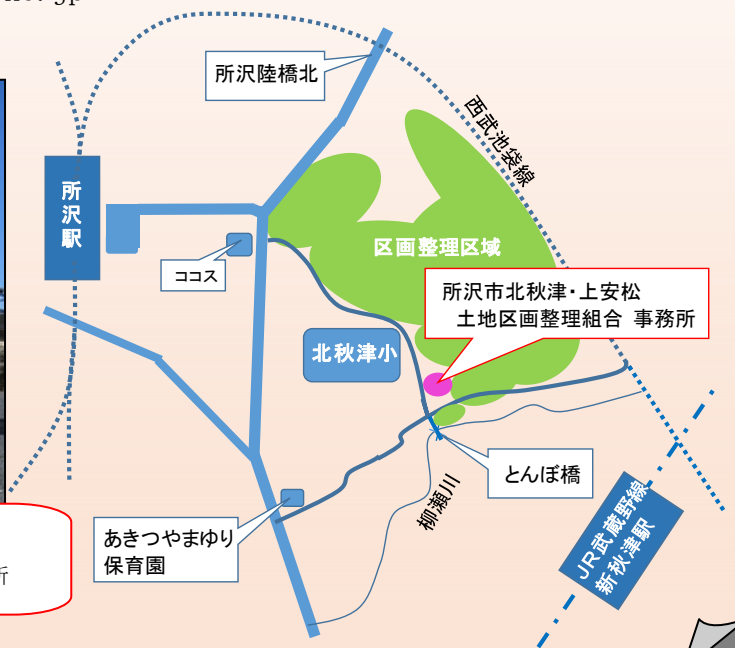 所沢陸橋北
西武池袋線
所沢駅
区画整理区域
ココス
所沢市北秋津・上安松
土地区画整理組合 事務所
北秋津小
とんぼ橋
柳瀬川
あきつやまゆり
保育園
JR武蔵野線
新秋津駅
所